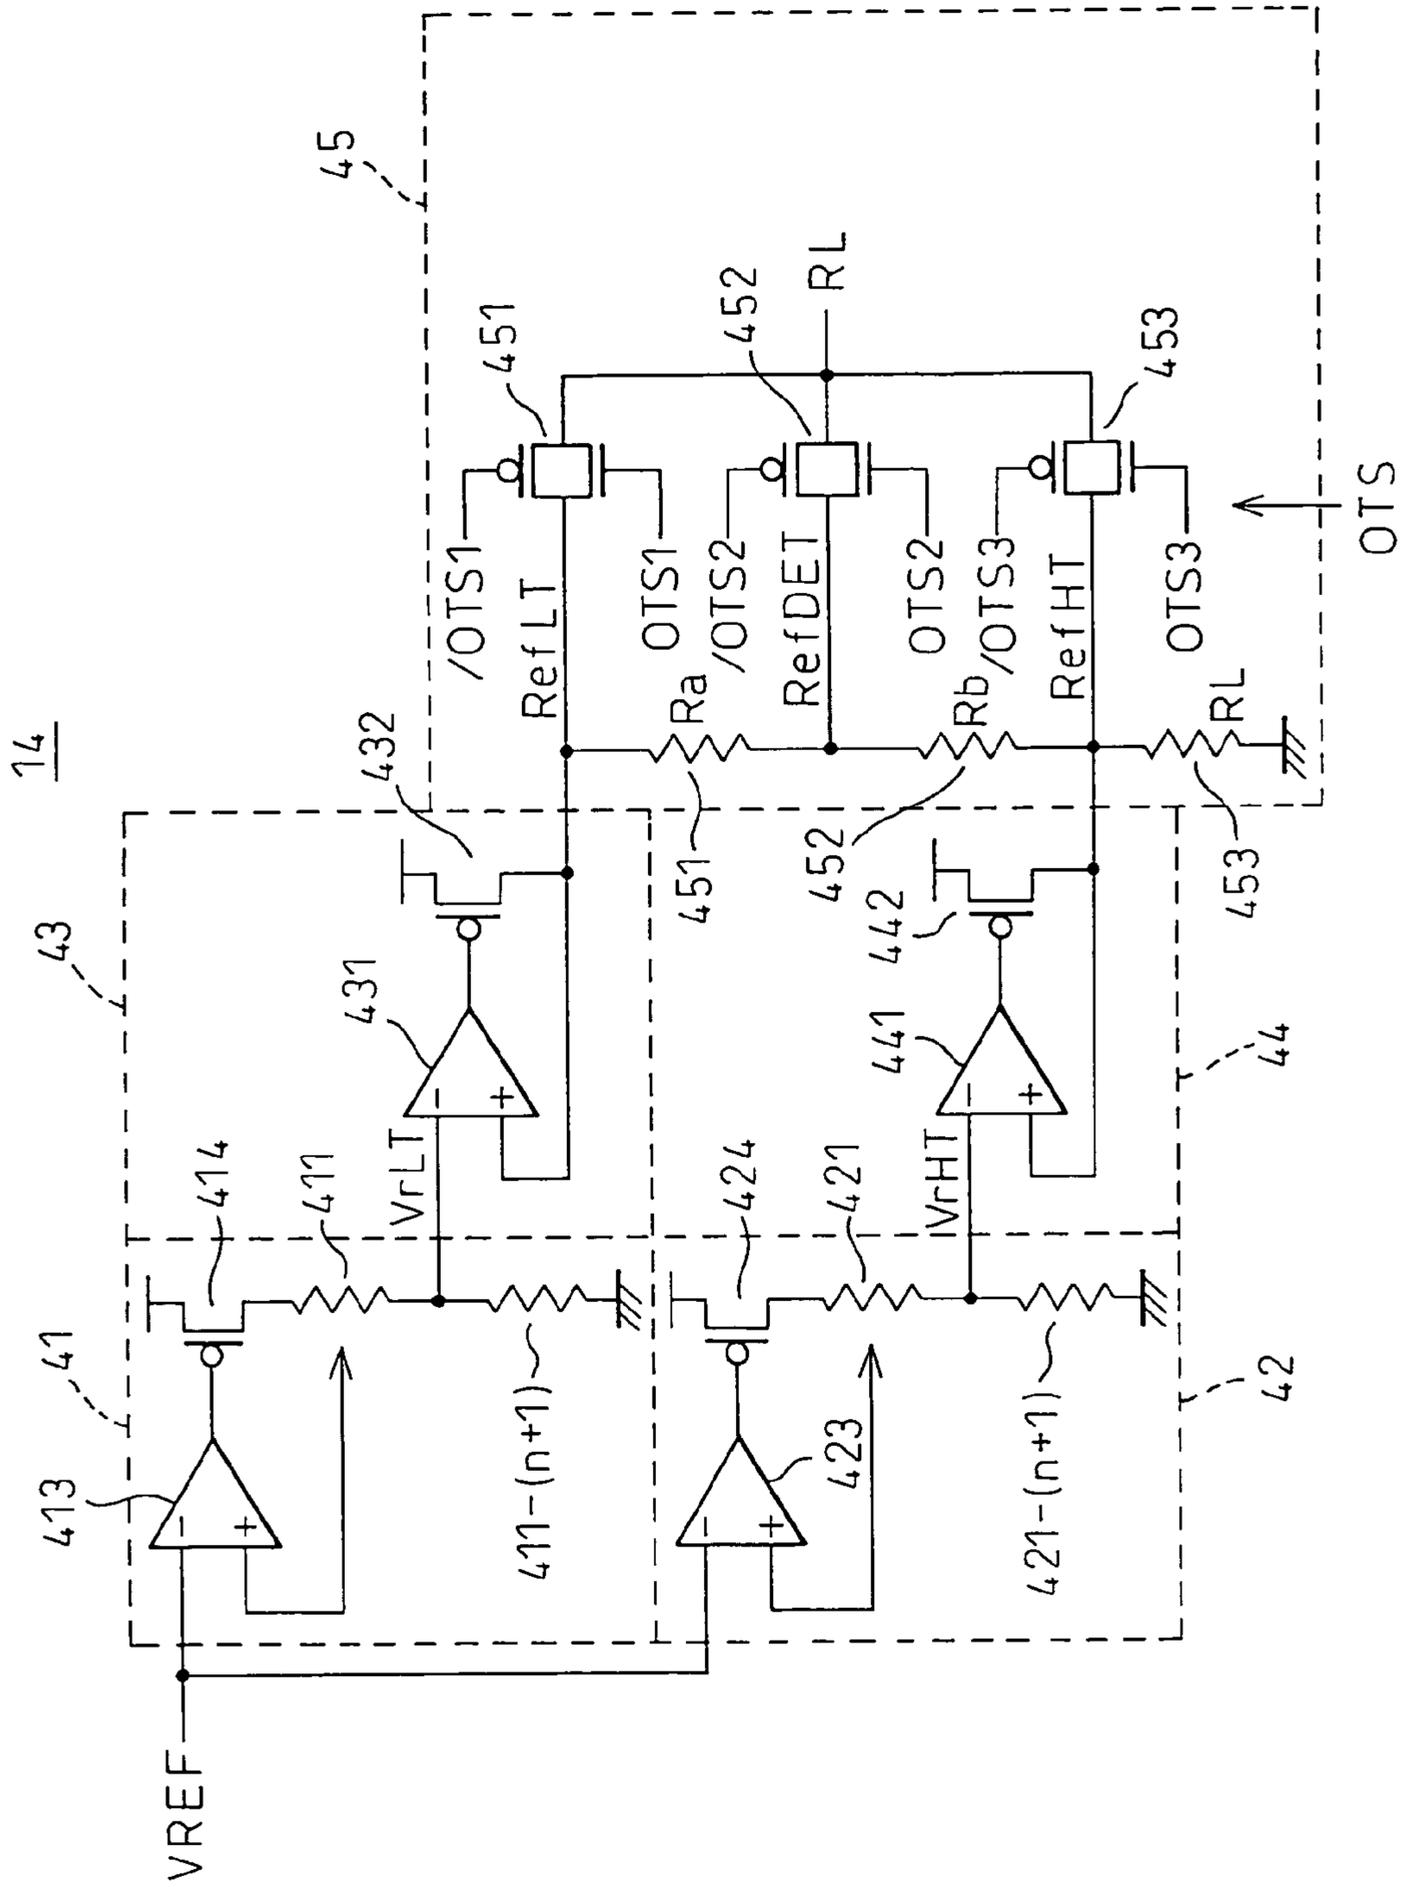 14
VREF
41
413
414
411
411-(n+1)
43
VrLT
431
432
423
424
421
421-(n+1)
42
VrHT
441
442
44
45
RefLT
/OTS1
OTS1
451
Ra
451
RefDET
/OTS2
OTS2
452
RL
Rb
452
RefHT
/OTS3
OTS3
453
RL
453
OTS
-
+
-
+
-
+
-
+